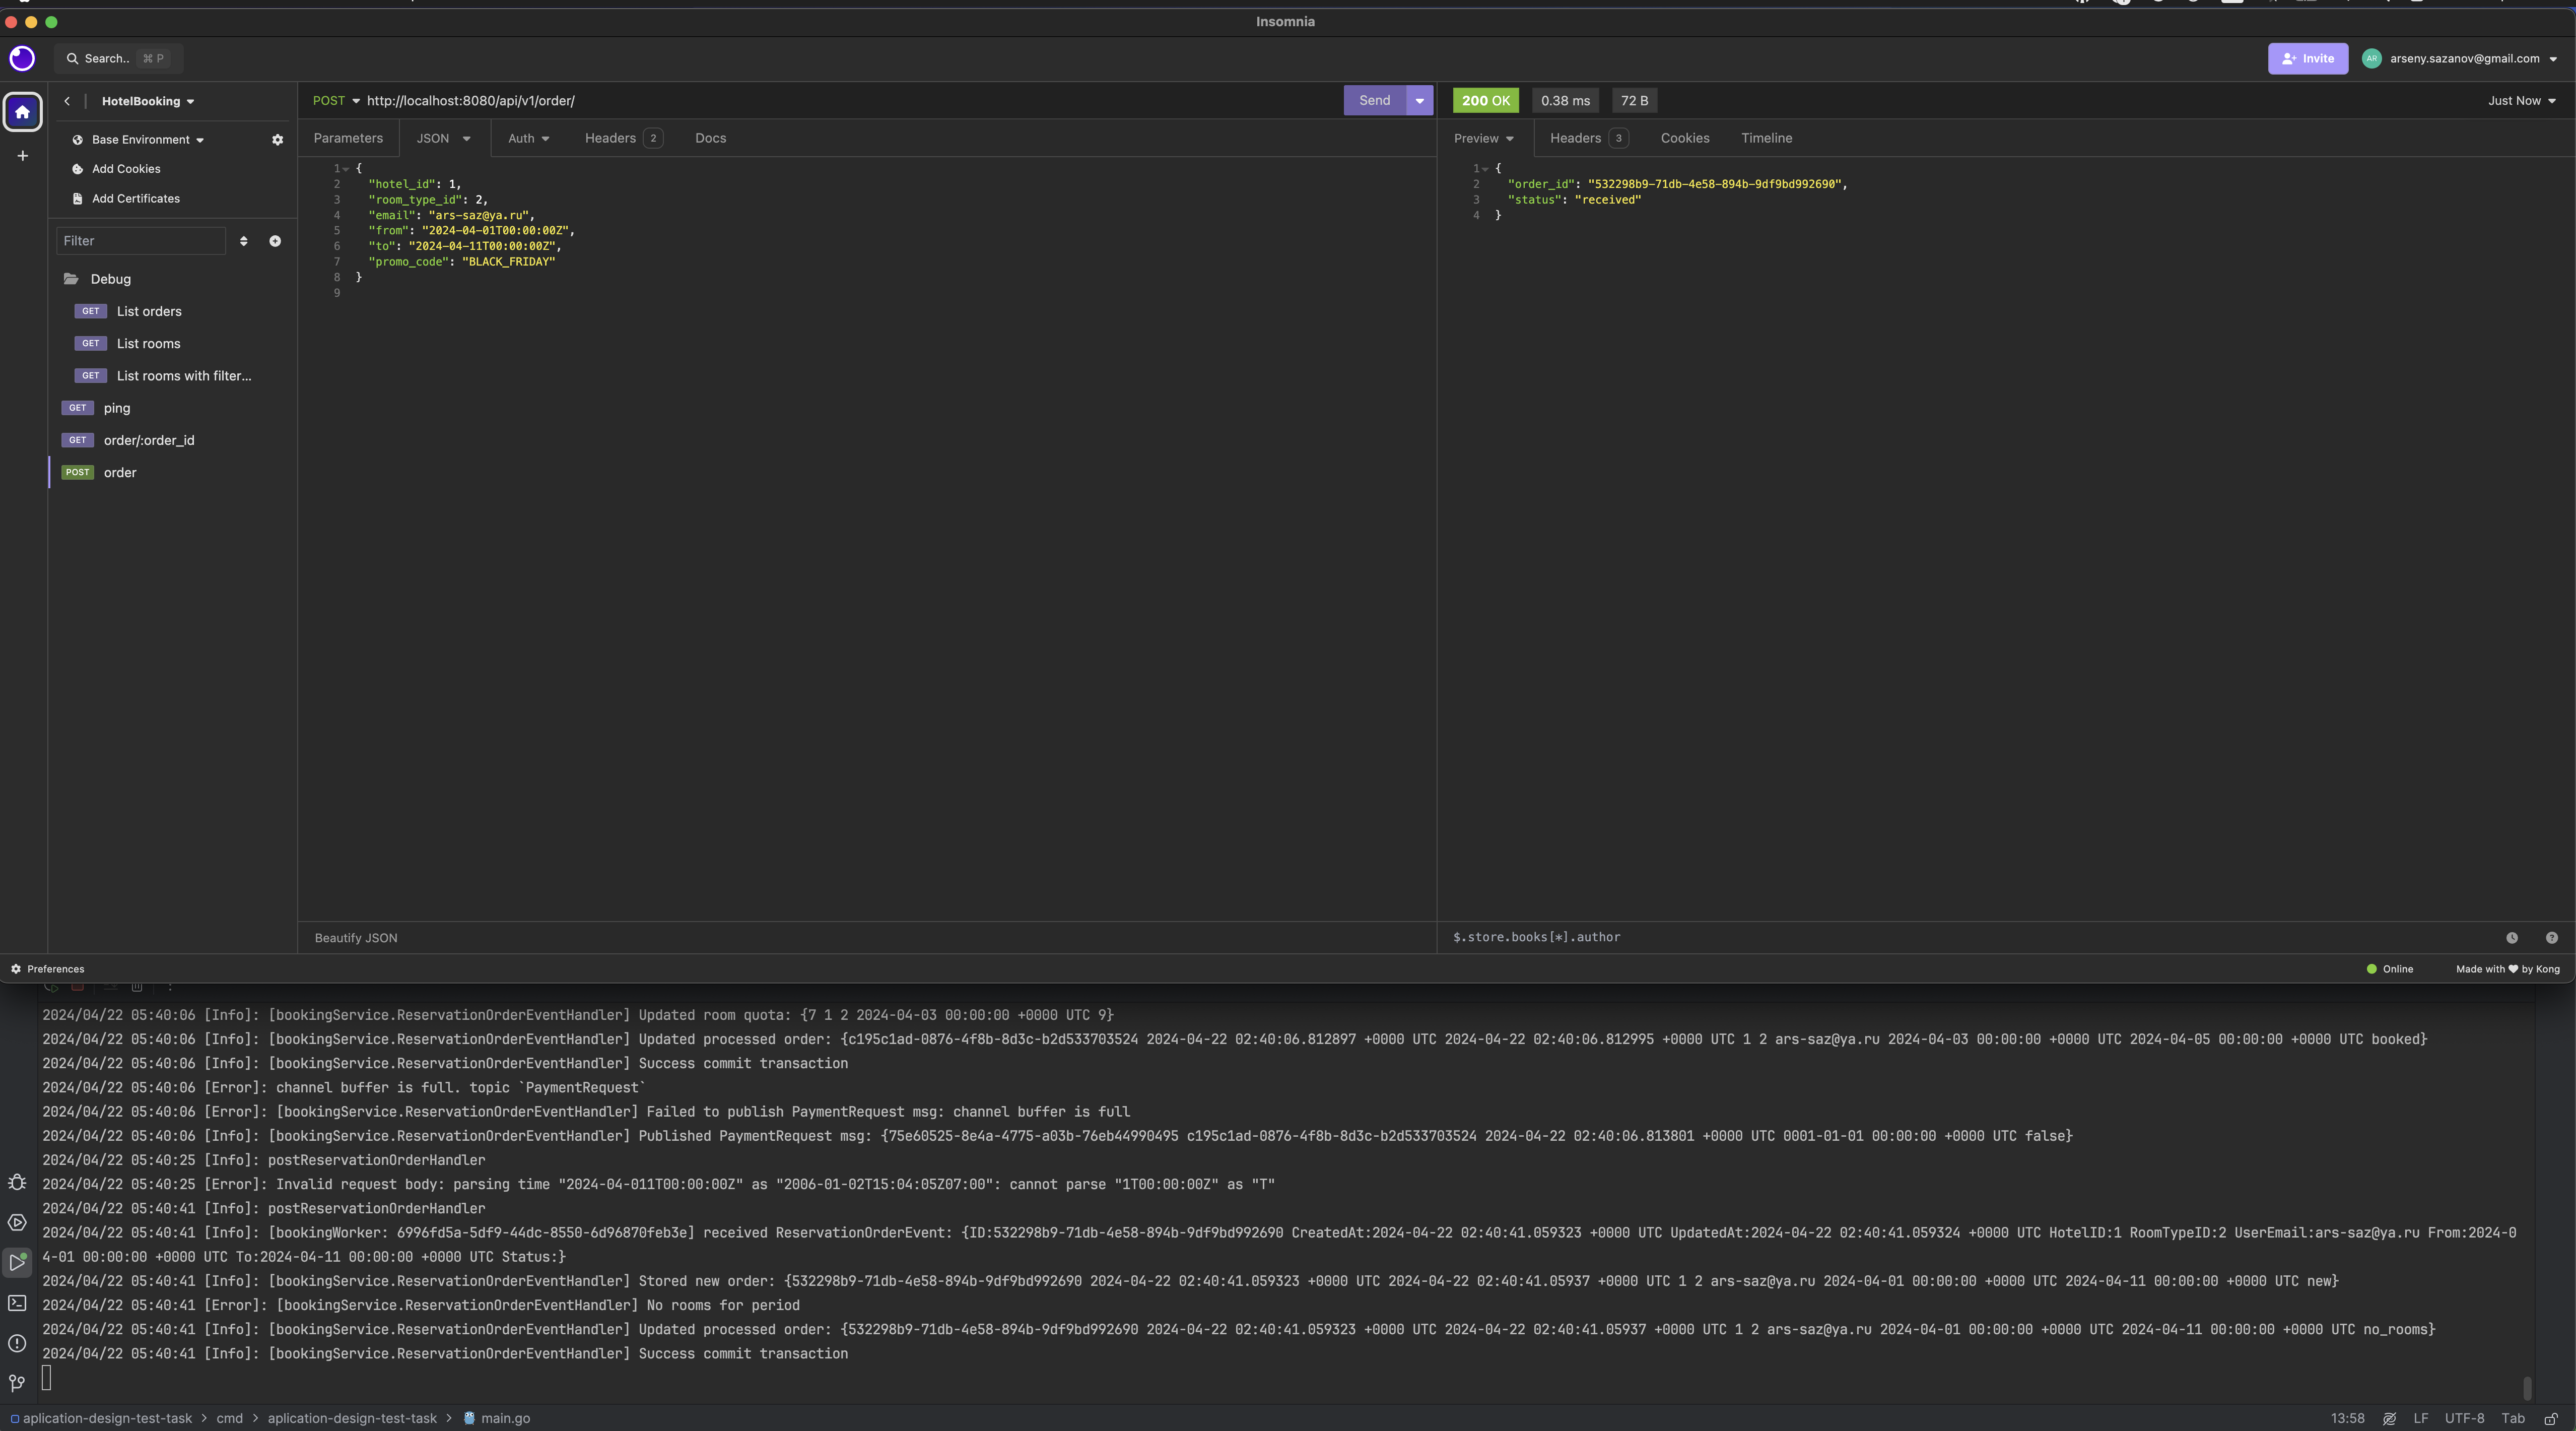 Insomnia
Search.. ⌘ P
Invite
AR
arseny.sazanov@gmail.com
HotelBooking
Base Environment
Add Cookies
Add Certificates
Filter
Debug
GET List orders
GET List rooms
GET List rooms with filter...
GET ping
GET order/:order_id
POST order
POST http://localhost:8080/api/v1/order/
Send
Parameters JSON Auth Headers 2 Docs
1 {
2 "hotel_id": 1,
3 "room_type_id": 2,
4 "email": "ars-saz@ya.ru",
5 "from": "2024-04-01T00:00:00Z",
6 "to": "2024-04-11T00:00:00Z",
7 "promo_code": "BLACK_FRIDAY"
8 }
9
Beautify JSON
200 OK 0.38 ms 72 B Just Now
Preview Headers 3 Cookies Timeline
1 {
2 "order_id": "532298b9-71db-4e58-894b-9df9bd992690",
3 "status": "received"
4 }
$.store.books[*].author
Preferences
Online
Made with ♥ by Kong
2024/04/22 05:40:06 [Info]: [bookingService.ReservationOrderEventHandler] Updated room quota: {7 1 2 2024-04-03 00:00:00 +0000 UTC 9}
2024/04/22 05:40:06 [Info]: [bookingService.ReservationOrderEventHandler] Updated processed order: {c195c1ad-0876-4f8b-8d3c-b2d533703524 2024-04-22 02:40:06.812897 +0000 UTC 2024-04-22 02:40:06.812995 +0000 UTC 1 2 ars-saz@ya.ru 2024-04-03 00:00:00 +0000 UTC 2024-04-05 00:00:00 +0000 UTC booked}
2024/04/22 05:40:06 [Info]: [bookingService.ReservationOrderEventHandler] Success commit transaction
2024/04/22 05:40:06 [Error]: channel buffer is full. topic `PaymentRequest`
2024/04/22 05:40:06 [Error]: [bookingService.ReservationOrderEventHandler] Failed to publish PaymentRequest msg: channel buffer is full
2024/04/22 05:40:06 [Info]: [bookingService.ReservationOrderEventHandler] Published PaymentRequest msg: {75e60525-8e4a-4775-a03b-76eb44990495 c195c1ad-0876-4f8b-8d3c-b2d533703524 2024-04-22 02:40:06.813801 +0000 UTC 0001-01-01 00:00:00 +0000 UTC false}
2024/04/22 05:40:25 [Info]: postReservationOrderHandler
2024/04/22 05:40:25 [Error]: Invalid request body: parsing time "2024-04-011T00:00:00Z" as "2006-01-02T15:04:05Z07:00": cannot parse "1T00:00:00Z" as "T"
2024/04/22 05:40:41 [Info]: postReservationOrderHandler
2024/04/22 05:40:41 [Info]: [bookingWorker: 6996fd5a-5df9-44dc-8550-6d96870feb3e] received ReservationOrderEvent: {ID:532298b9-71db-4e58-894b-9df9bd992690 CreatedAt:2024-04-22 02:40:41.059323 +0000 UTC UpdatedAt:2024-04-22 02:40:41.059324 +0000 UTC HotelID:1 RoomTypeID:2 UserEmail:ars-saz@ya.ru From:2024-0
4-01 00:00:00 +0000 UTC To:2024-04-11 00:00:00 +0000 UTC Status:}
2024/04/22 05:40:41 [Info]: [bookingService.ReservationOrderEventHandler] Stored new order: {532298b9-71db-4e58-894b-9df9bd992690 2024-04-22 02:40:41.059323 +0000 UTC 2024-04-22 02:40:41.05937 +0000 UTC 1 2 ars-saz@ya.ru 2024-04-01 00:00:00 +0000 UTC 2024-04-11 00:00:00 +0000 UTC new}
2024/04/22 05:40:41 [Error]: [bookingService.ReservationOrderEventHandler] No rooms for period
2024/04/22 05:40:41 [Info]: [bookingService.ReservationOrderEventHandler] Updated processed order: {532298b9-71db-4e58-894b-9df9bd992690 2024-04-22 02:40:41.059323 +0000 UTC 2024-04-22 02:40:41.05937 +0000 UTC 1 2 ars-saz@ya.ru 2024-04-01 00:00:00 +0000 UTC 2024-04-11 00:00:00 +0000 UTC no_rooms}
2024/04/22 05:40:41 [Info]: [bookingService.ReservationOrderEventHandler] Success commit transaction
aplication-design-test-task > cmd > aplication-design-test-task > main.go
13:58 LF UTF-8 Tab